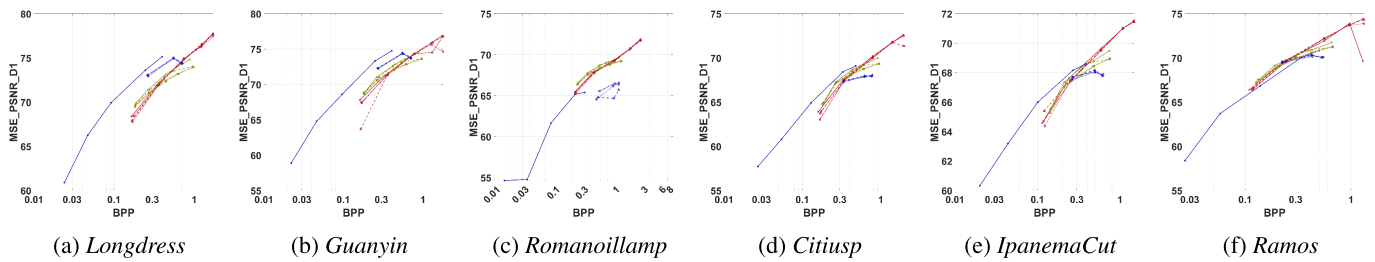 80
75
70
65
60
MSE_PSNR_D1
0.01 0.03 0.1 0.3 1
BPP
(a) Longdress
80
75
70
65
60
55
MSE_PSNR_D1
0.01 0.03 0.1 0.3 1
BPP
(b) Guanyin
75
70
65
60
55
MSE_PSNR_D1
0.01 0.03 0.1 0.3 1 3 6 8
BPP
(c) Romanoillamp
75
70
65
60
55
MSE_PSNR_D1
0.01 0.03 0.1 0.3 1
BPP
(d) Citiusp
72
70
68
66
64
62
60
MSE_PSNR_D1
0.01 0.03 0.1 0.3 1
BPP
(e) IpanemaCut
75
70
65
60
55
MSE_PSNR_D1
0.03 0.1 0.3 1
BPP
(f) Ramos